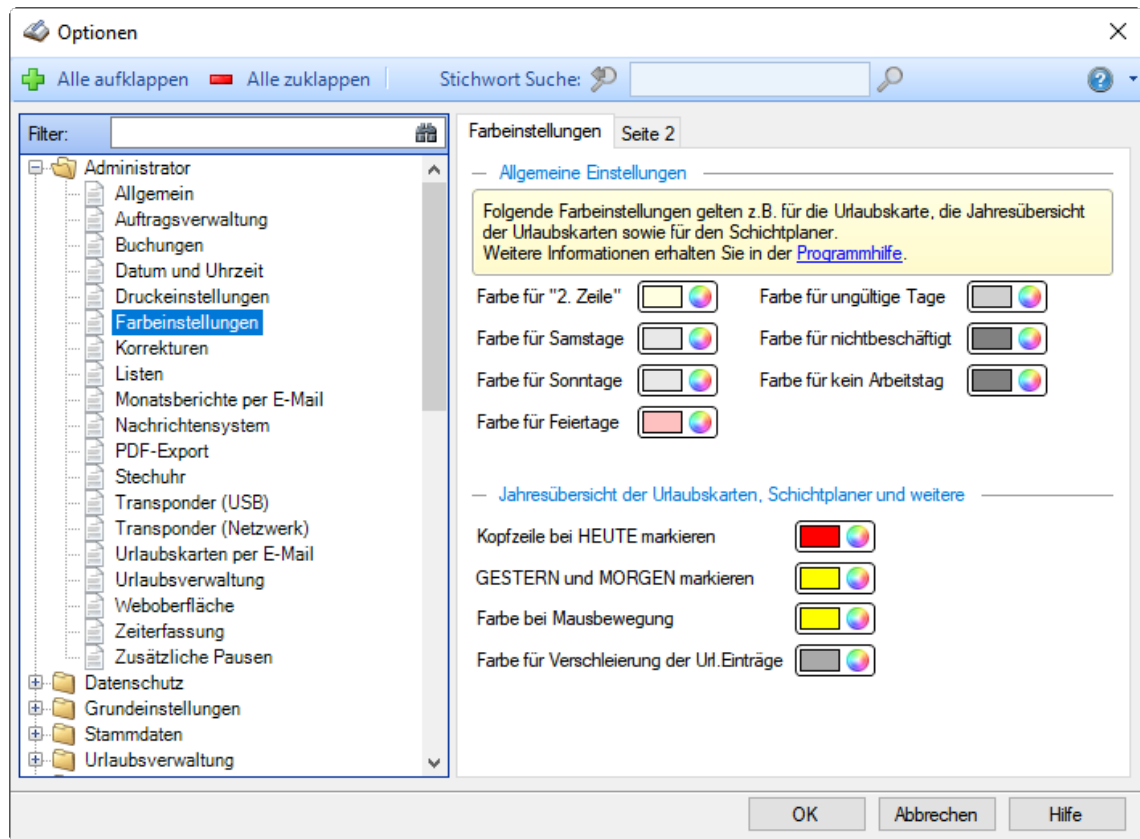 Optionen
Alle aufklappen
Alle zuklappen
Stichwort Suche:
Filter:
Administrator
Allgemein
Auftragsverwaltung
Buchungen
Datum und Uhrzeit
Druckeinstellungen
Farbeinstellungen
Korrekturen
Listen
Monatsberichte per E-Mail
Nachrichtensystem
PDF-Export
Stechuhr
Transponder (USB)
Transponder (Netzwerk)
Urlaubskarten per E-Mail
Urlaubsverwaltung
Weboberfläche
Zeiterfassung
Zusätzliche Pausen
Datenschutz
Grundeinstellungen
Stammdaten
Urlaubsverwaltung
Farbeinstellungen
Seite 2
Allgemeine Einstellungen
Folgende Farbeinstellungen gelten z.B. für die Urlaubskarte, die Jahresübersicht
der Urlaubskarten sowie für den Schichtplaner.
Weitere Informationen erhalten Sie in der Programmhilfe.
Farbe für "2. Zeile"
Farbe für ungültige Tage
Farbe für Samstage
Farbe für nichtbeschäftigt
Farbe für Sonntage
Farbe für kein Arbeitstag
Farbe für Feiertage
Jahresübersicht der Urlaubskarten, Schichtplaner und weitere
Kopfzeile bei HEUTE markieren
GESTERN und MORGEN markieren
Farbe bei Mausbewegung
Farbe für Verschleierung der Url.Einträge
OK
Abbrechen
Hilfe